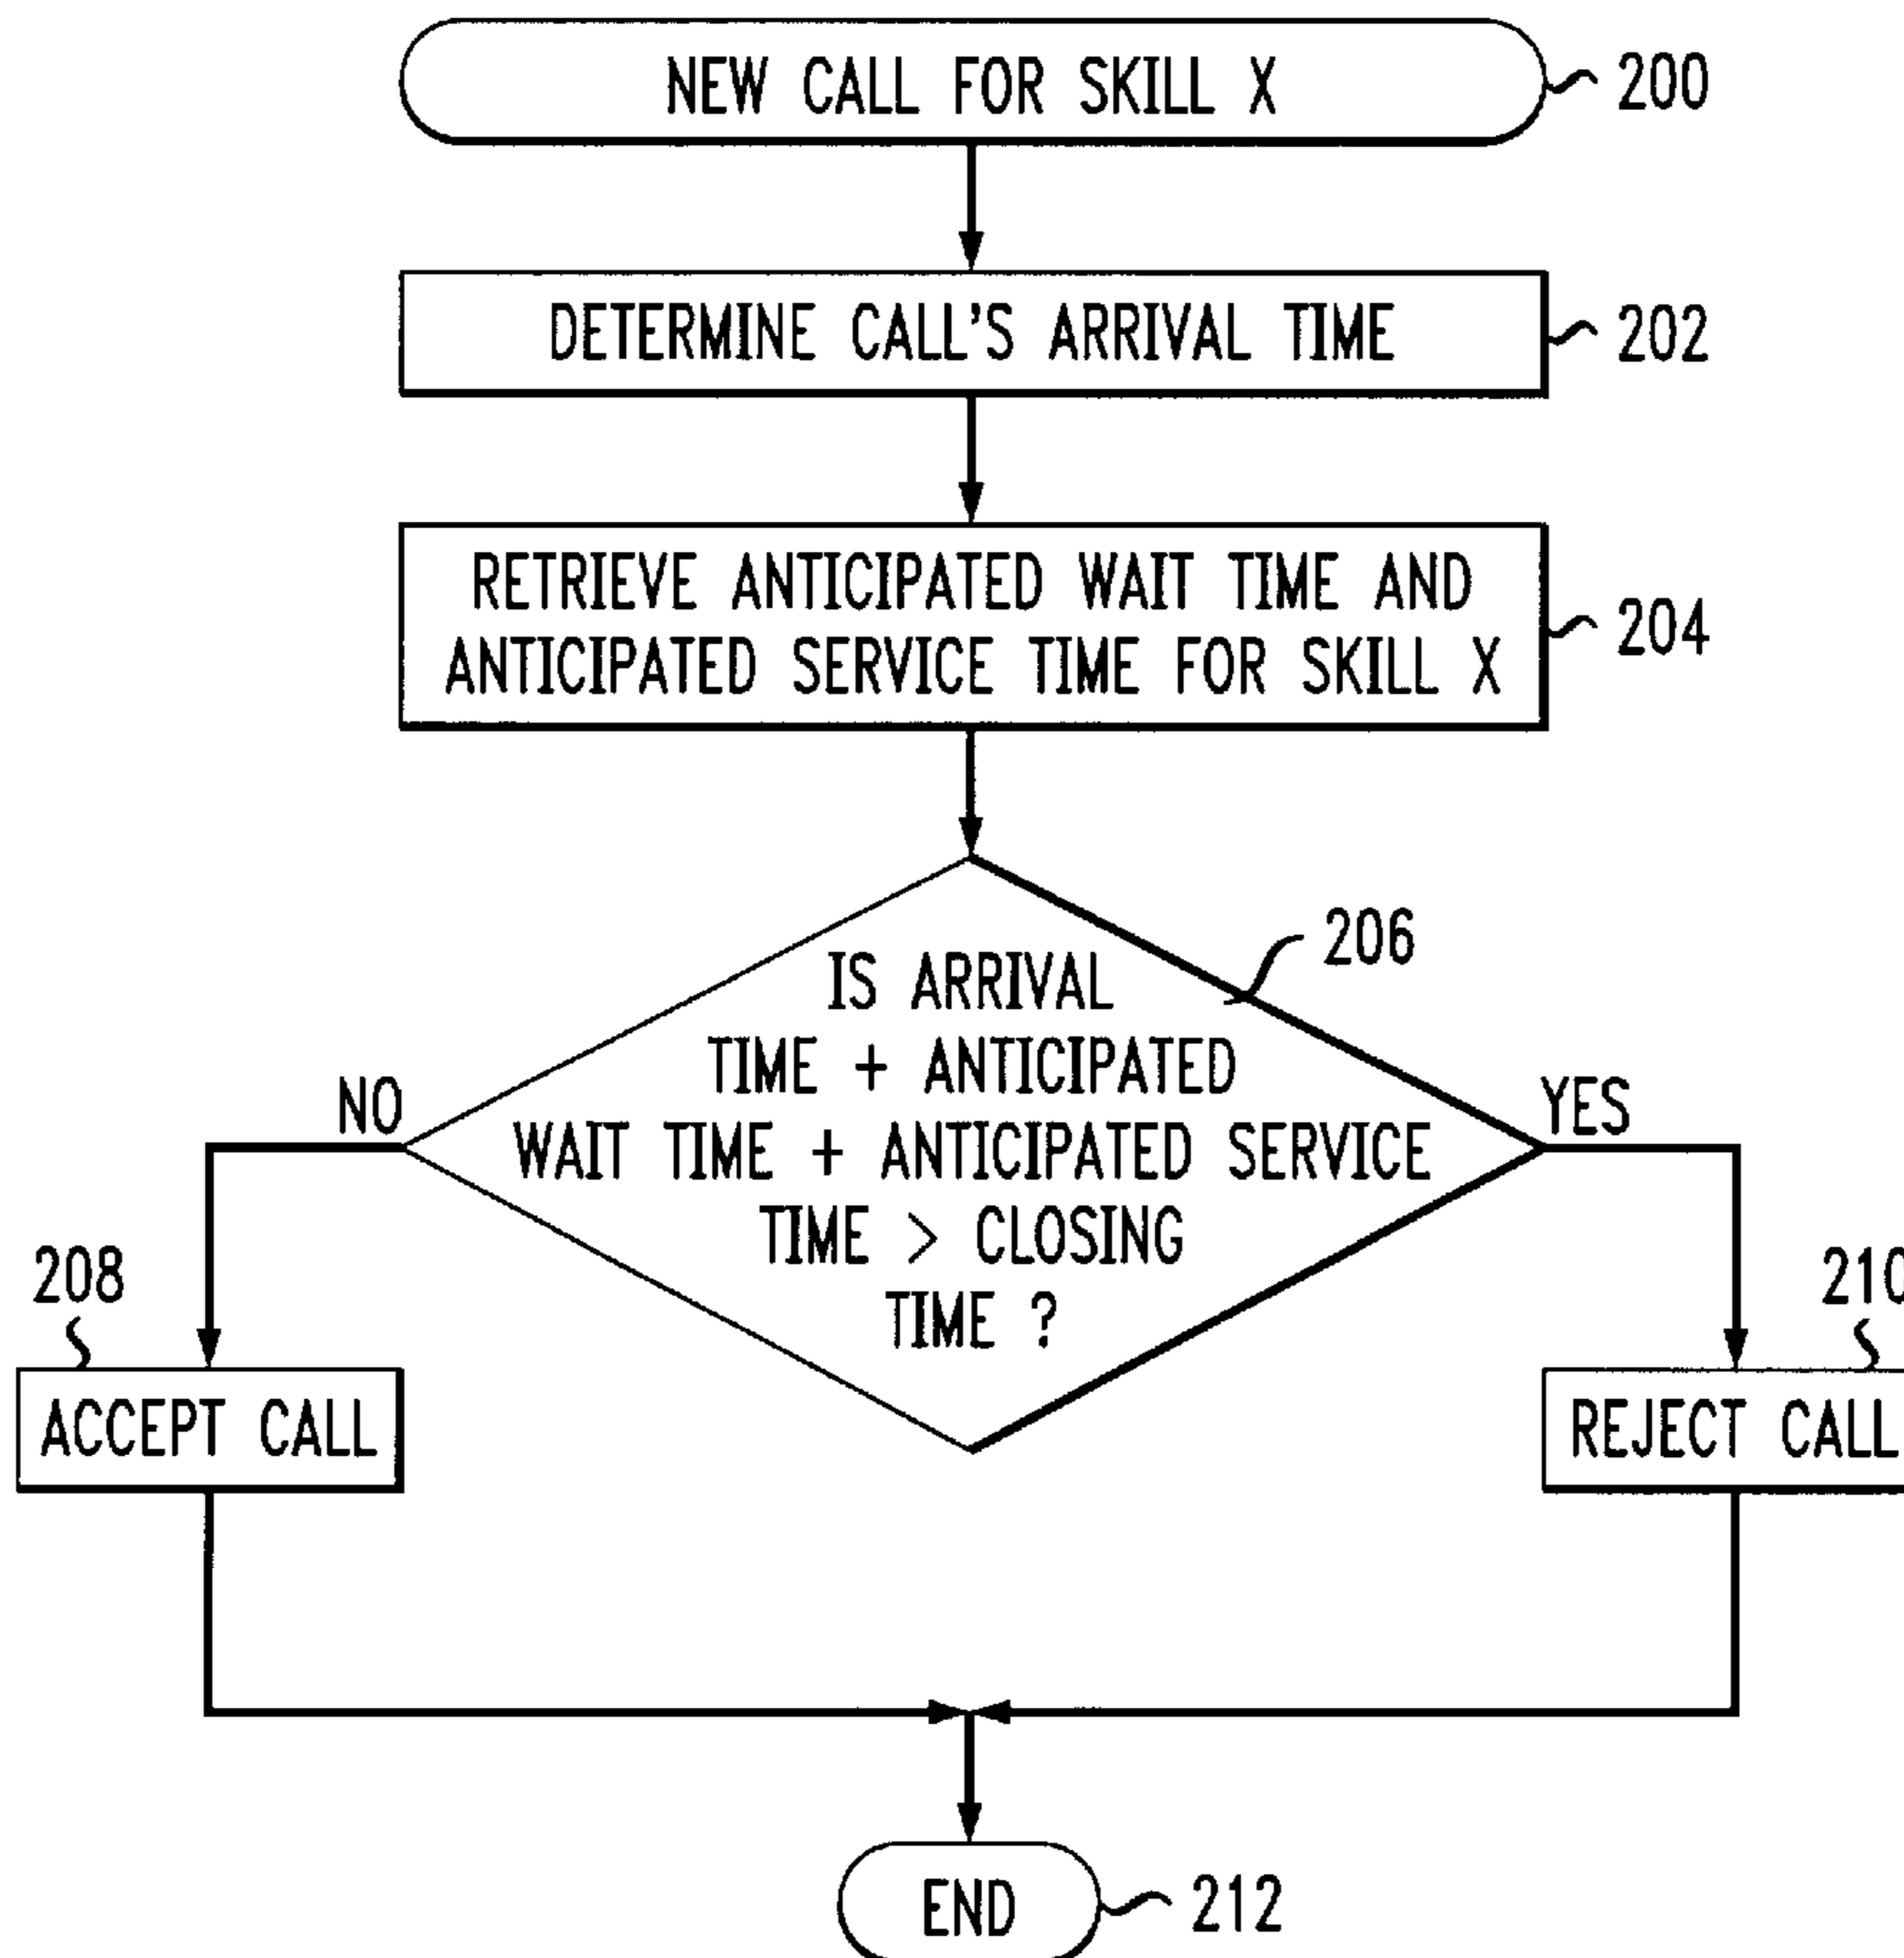 NEW CALL FOR SKILL X
200
DETERMINE CALL'S ARRIVAL TIME
202
RETRIEVE ANTICIPATED WAIT TIME AND
ANTICIPATED SERVICE TIME FOR SKILL X
204
206
IS ARRIVAL
TIME + ANTICIPATED
WAIT TIME + ANTICIPATED SERVICE
TIME > CLOSING
TIME ?
NO
YES
208
ACCEPT CALL
210
REJECT CALL
END
212